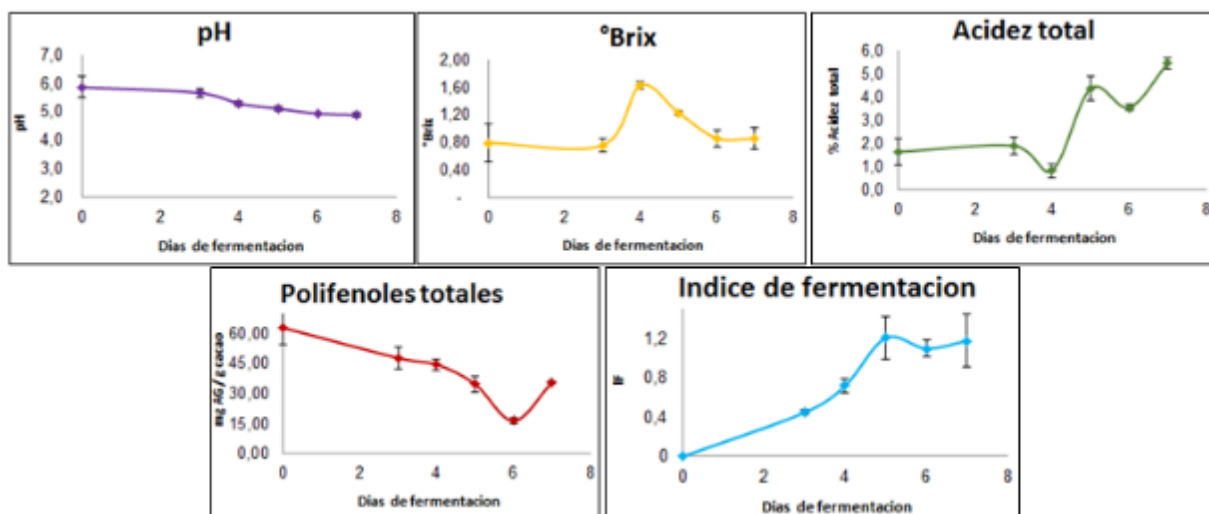 pH
7,0
6,0
5,0
4,0
3,0
2,0
pH
0 2 4 6 8
Dias de fermentacion
°Brix
2,00
1,60
1,20
0,80
0,40
-
°Brix
0 2 4 6 8
Dias de fermentacion
Acidez total
6,0
5,0
4,0
3,0
2,0
1,0
0,0
% Acidez total
0 2 4 6 8
Dias de fermentacion
Polifenoles totales
60,00
45,00
30,00
15,00
0,00
mg AG / g cacao
0 2 4 6 8
Dias de fermentacion
Indice de fermentacion
1,2
0,8
0,4
0
IF
0 2 4 6 8
Dias de fermentacion